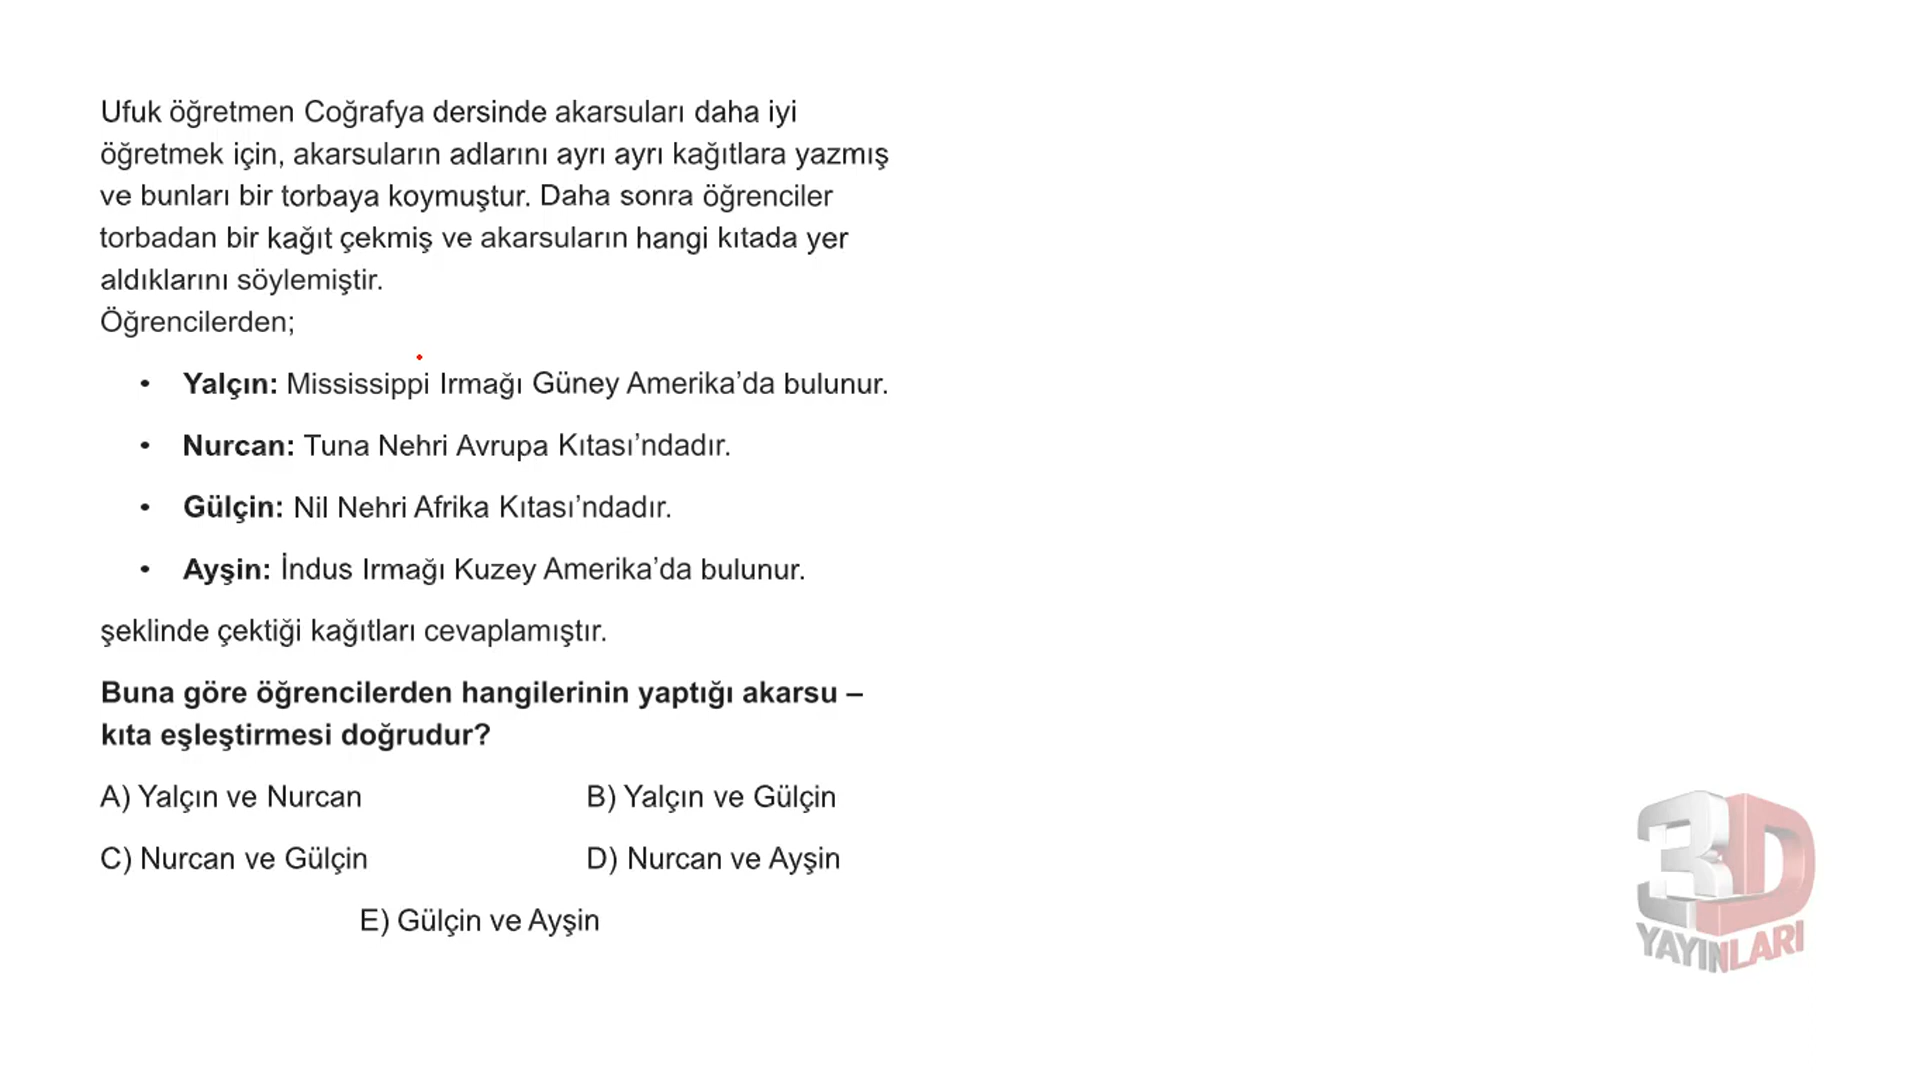 Ufuk öğretmen Coğrafya dersinde akarsuları daha iyi
öğretmek için, akarsuların adlarını ayrı ayrı kağıtlara yazmış
ve bunları bir torbaya koymuştur. Daha sonra öğrenciler
torbadan bir kağıt çekmiş ve akarsuların hangi kıtada yer
aldıklarını söylemiştir.
Öğrencilerden;
• Yalçın: Mississippi Irmağı Güney Amerika’da bulunur.
• Nurcan: Tuna Nehri Avrupa Kıtası’ndadır.
• Gülçin: Nil Nehri Afrika Kıtası’ndadır.
• Ayşin: İndus Irmağı Kuzey Amerika’da bulunur.
şeklinde çektiği kağıtları cevaplamıştır.
Buna göre öğrencilerden hangilerinin yaptığı akarsu –
kıta eşleştirmesi doğrudur?
A) Yalçın ve Nurcan B) Yalçın ve Gülçin
C) Nurcan ve Gülçin D) Nurcan ve Ayşin
E) Gülçin ve Ayşin
3D
YAYINLARI